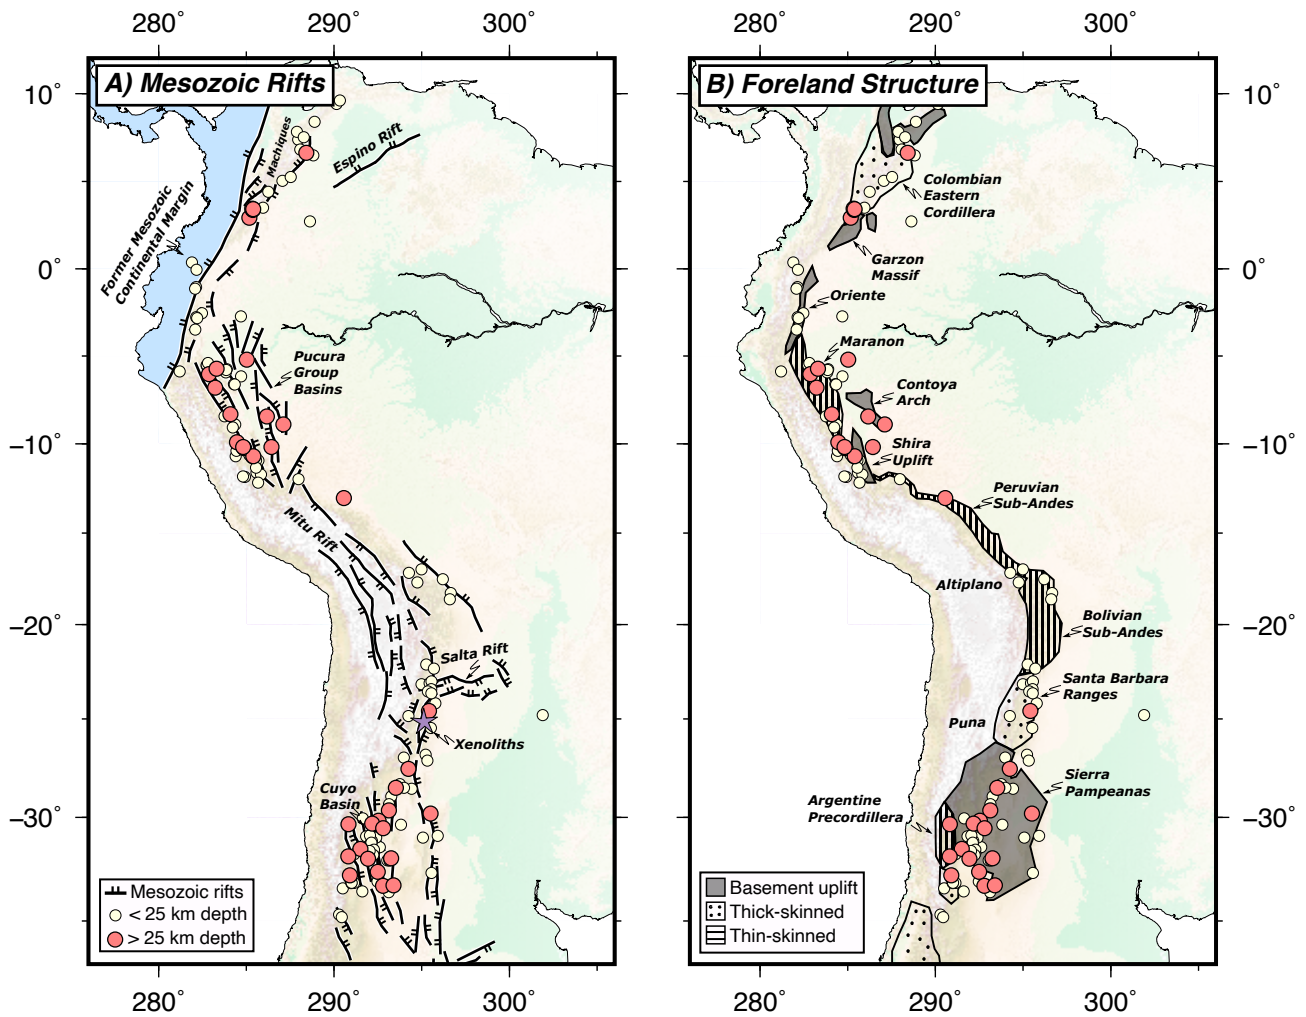 280°
290°
300°
280°
290°
300°
A) Mesozoic Rifts
B) Foreland Structure
10°
0°
−10°
−20°
−30°
10°
0°
−10°
−20°
−30°
Machiques
Espino Rift
Former Mesozoic
Continental Margin
Pucura
Group
Basins
Mitu Rift
Salta Rift
Xenoliths
Cuyo
Basin
Mesozoic rifts
< 25 km depth
> 25 km depth
Colombian
Eastern
Cordillera
Garzon
Massif
Oriente
Maranon
Contoya
Arch
Shira
Uplift
Peruvian
Sub-Andes
Altiplano
Bolivian
Sub-Andes
Santa Barbara
Ranges
Puna
Sierra
Pampeanas
Argentine
Precordillera
Basement uplift
Thick-skinned
Thin-skinned
280°
290°
300°
280°
290°
300°